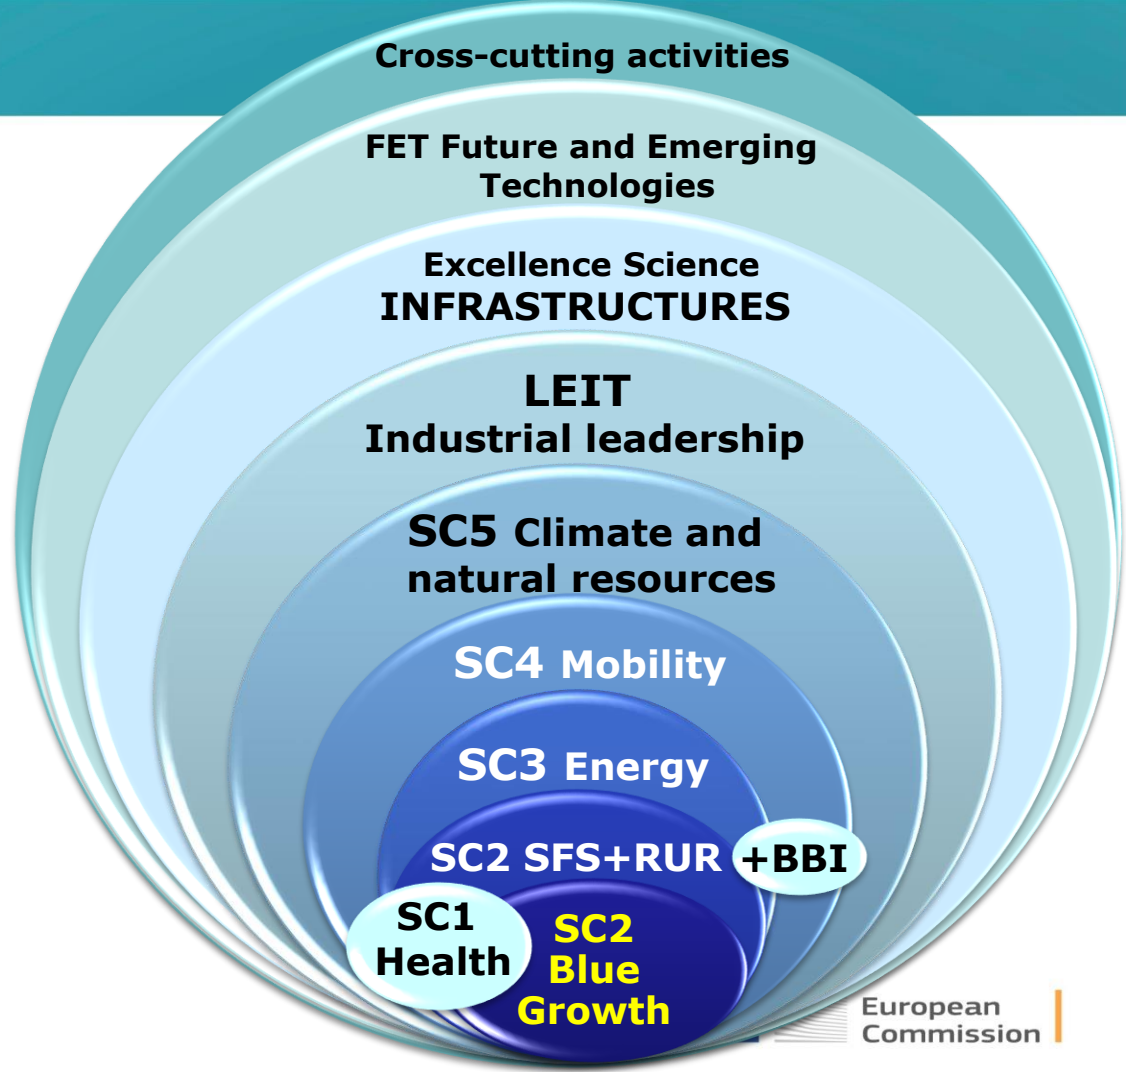 Cross-cutting activities
FET Future and Emerging
Technologies
Excellence Science
INFRASTRUCTURES
LEIT
Industrial leadership
SC5 Climate and
natural resources
SC4 Mobility
SC3 Energy
SC2 SFS+RUR +BBI
SC1
Health
SC2
Blue
Growth
European
Commission